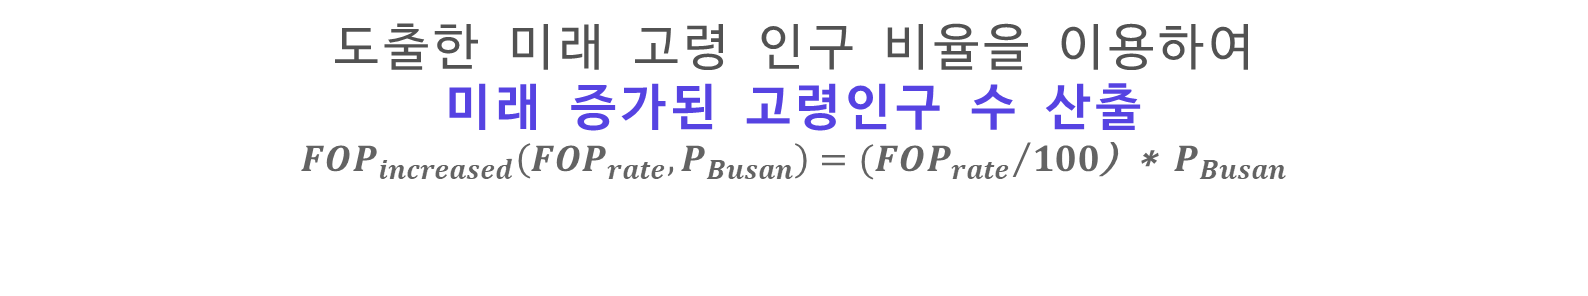 도출한 미래 고령 인구 비율을 이용하여
미래 증가된 고령인구 수 산출
FOP_increased(FOP_rate, P_Busan) = (FOP_rate/100) * P_Busan